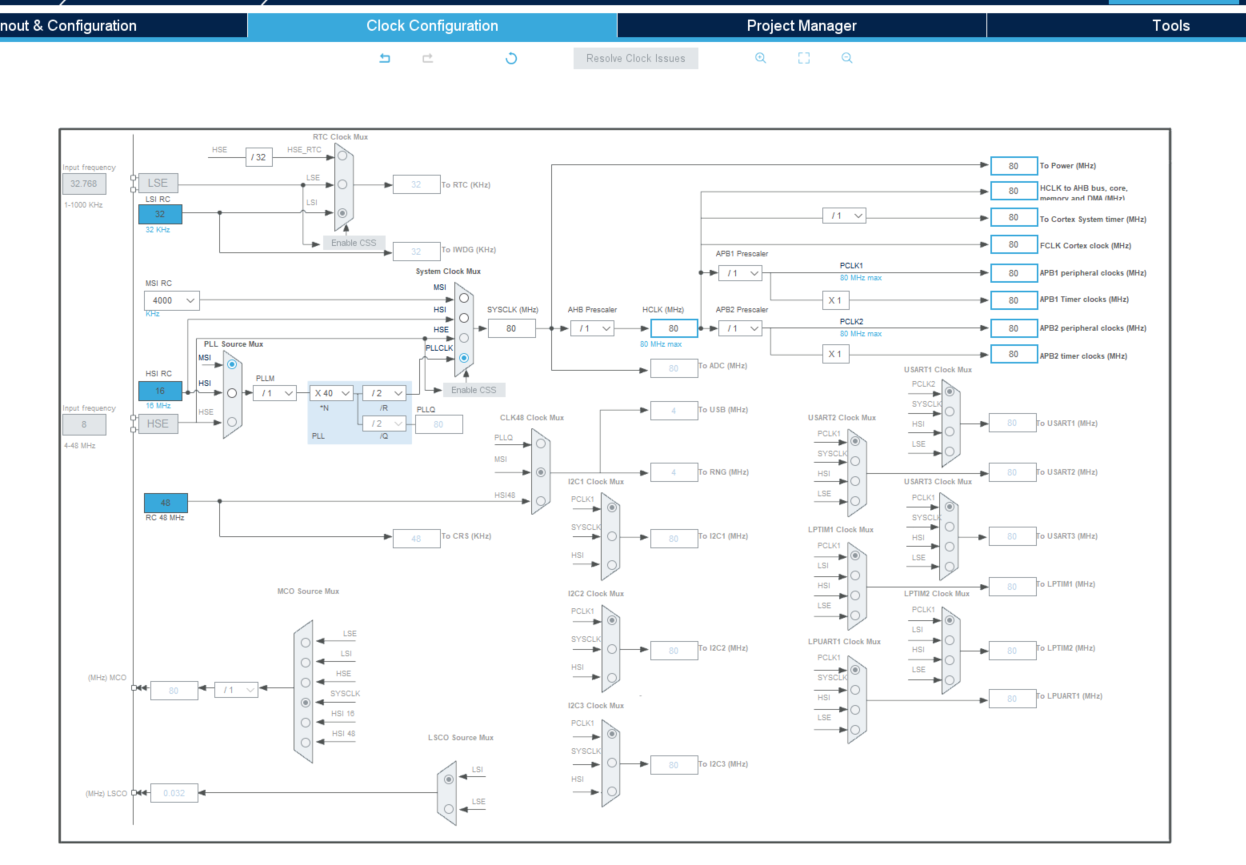 nout & Configuration
Clock Configuration
Project Manager
Tools
Resolve Clock Issues
RTC Clock Mux
HSE
/ 32
HSE_RTC
Input frequency
32.768
1-1000 KHz
LSE
LSE
32
To RTC (KHz)
LSI RC
32
32 KHz
LSI
Enable CSS
32
To IWDG (KHz)
System Clock Mux
MSI RC
4000
KHz
MSI
HSI
HSE
PLLCLK
SYSCLK (MHz)
80
AHB Prescaler
/ 1
HCLK (MHz)
80
80 MHz max
80
To Power (MHz)
80
HCLK to AHB bus, core,
memory and DMA (MHz)
/ 1
80
To Cortex System timer (MHz)
80
FCLK Cortex clock (MHz)
APB1 Prescaler
/ 1
PCLK1
80 MHz max
80
APB1 peripheral clocks (MHz)
X 1
80
APB1 Timer clocks (MHz)
APB2 Prescaler
/ 1
PCLK2
80 MHz max
80
APB2 peripheral clocks (MHz)
X 1
80
APB2 timer clocks (MHz)
80
To ADC (MHz)
Enable CSS
PLL Source Mux
MSI
HSI
HSE
HSI RC
16
16 MHz
Input frequency
8
4-48 MHz
HSE
PLLM
/ 1
X 40
*N
/ 2
/R
/ 2
/Q
PLL
PLLQ
80
CLK48 Clock Mux
PLLQ
MSI
HSI48
4
To USB (MHz)
4
To RNG (MHz)
48
RC 48 MHz
48
To CRS (KHz)
I2C1 Clock Mux
PCLK1
SYSCLK
HSI
80
To I2C1 (MHz)
I2C2 Clock Mux
PCLK1
SYSCLK
HSI
80
To I2C2 (MHz)
I2C3 Clock Mux
PCLK1
SYSCLK
HSI
80
To I2C3 (MHz)
USART1 Clock Mux
PCLK2
SYSCLK
HSI
LSE
80
To USART1 (MHz)
USART2 Clock Mux
PCLK1
SYSCLK
HSI
LSE
80
To USART2 (MHz)
USART3 Clock Mux
PCLK1
SYSCLK
HSI
LSE
80
To USART3 (MHz)
LPTIM1 Clock Mux
PCLK1
LSI
HSI
LSE
80
To LPTIM1 (MHz)
LPTIM2 Clock Mux
PCLK1
LSI
HSI
LSE
80
To LPTIM2 (MHz)
LPUART1 Clock Mux
PCLK1
SYSCLK
HSI
LSE
80
To LPUART1 (MHz)
MCO Source Mux
LSE
LSI
HSE
SYSCLK
HSI 16
HSI 48
(MHz) MCO
80
/ 1
LSCO Source Mux
LSI
LSE
(MHz) LSCO
0.032